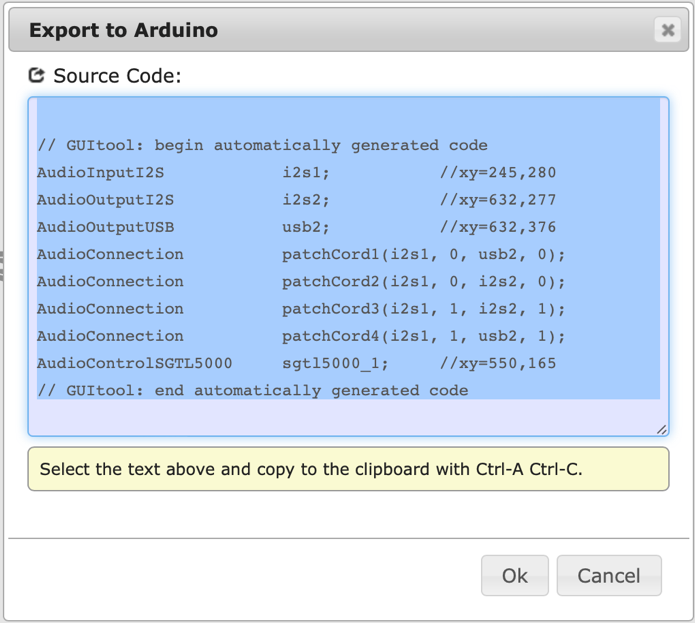 Export to Arduino
Source Code:
// GUItool: begin automatically generated code
AudioInputI2S            i2s1;           //xy=245,280
AudioOutputI2S           i2s2;           //xy=632,277
AudioOutputUSB           usb2;           //xy=632,376
AudioConnection          patchCord1(i2s1, 0, usb2, 0);
AudioConnection          patchCord2(i2s1, 0, i2s2, 0);
AudioConnection          patchCord3(i2s1, 1, i2s2, 1);
AudioConnection          patchCord4(i2s1, 1, usb2, 1);
AudioControlSGTL5000     sgtl5000_1;     //xy=550,165
// GUItool: end automatically generated code
Select the text above and copy to the clipboard with Ctrl-A Ctrl-C.
Ok
Cancel